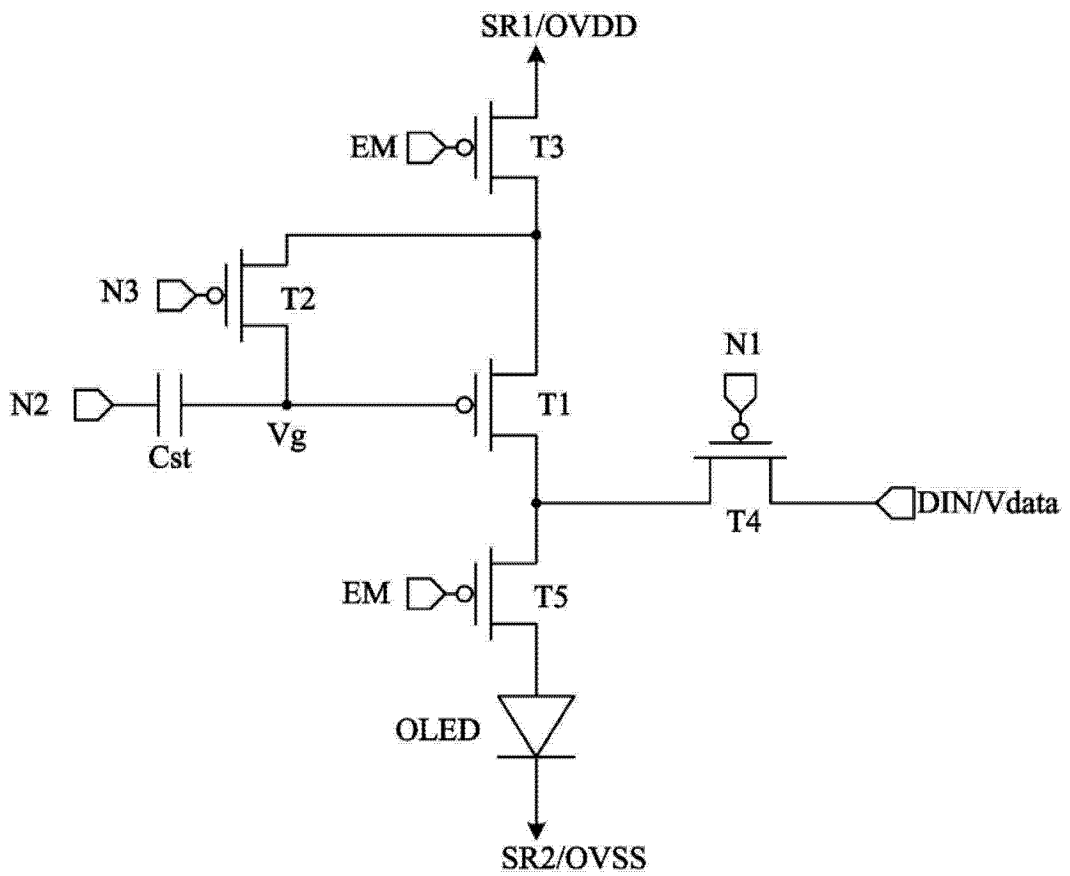 SR1/OVDD
EM
T3
N3
T2
N1
N2
T1
Vg
Cst
DIN/Vdata
T4
EM
T5
OLED
SR2/OVSS